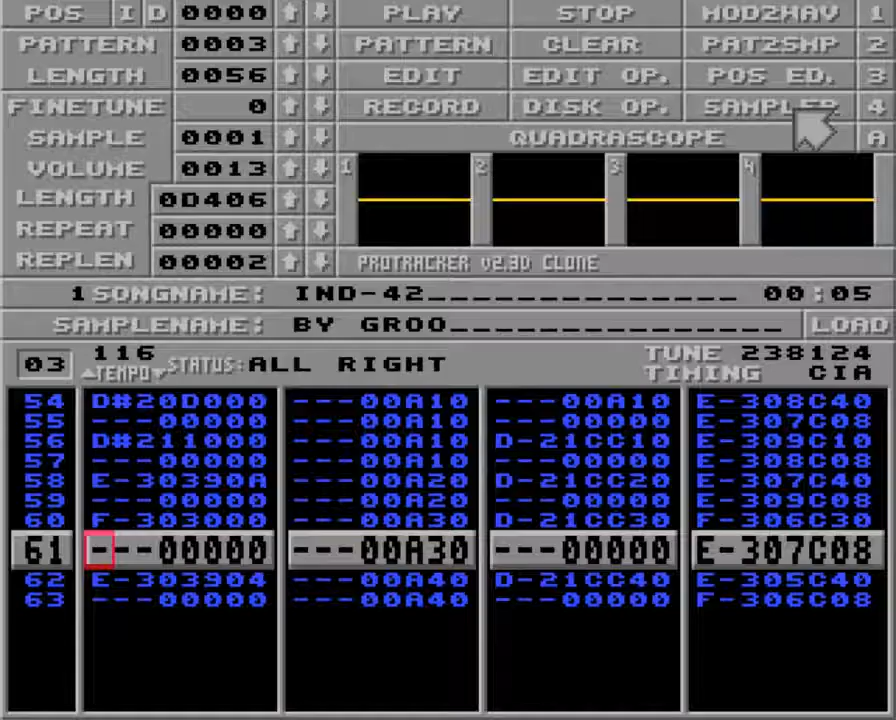 POS I D 0000 PLAY STOP MOD2WAV 1
PATTERN 0003 PATTERN CLEAR PAT2SMP 2
LENGTH 0056 EDIT EDIT OP. POS ED. 3
FINETUNE 0 RECORD DISK OP. SAMPLER 4
SAMPLE 0001 QUADRASCOPE A
VOLUME 0013 1 2 3 4
LENGTH 0D406
REPEAT 00000
REPLEN 00002 PROTRACKER V2.3D CLONE
1 SONGNAME: IND-42_______________ 00:05
SAMPLENAME: BY GROO________________ LOAD
03 116 TEMPO STATUS: ALL RIGHT TUNE 238124
TIMING CIA
54 D#20D000 ---00A10 ---00A10 E-308C40
55 ---00000 ---00A10 ---00000 E-307C08
56 D#211000 ---00A10 D-21CC10 E-309C10
57 ---00000 ---00A10 ---00000 E-308C08
58 E-30390A ---00A20 D-21CC20 E-307C40
59 ---00000 ---00A20 ---00000 E-309C08
60 F-303000 ---00A30 D-21CC30 F-306C30
61 ---00000 ---00A30 ---00000 E-307C08
62 E-303904 ---00A40 D-21CC40 E-305C40
63 ---00000 ---00A40 ---00000 F-306C08